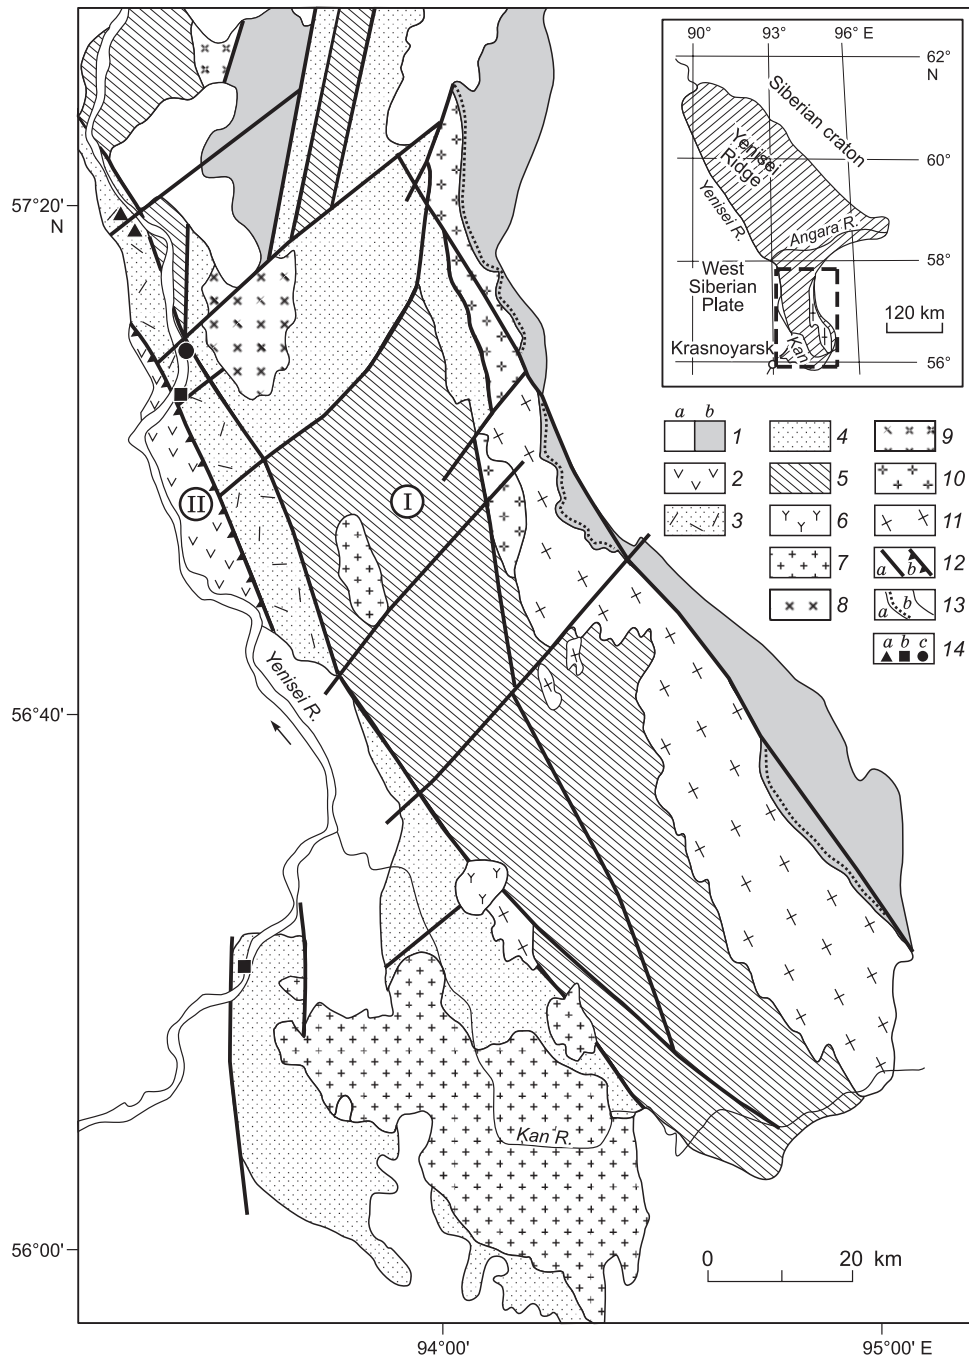 57°20'
N
56°40'
56°00'
94°00'
95°00' E
II
I
Yenisei R.
Kan R.
0 20 km
90° 93° 96° E
62°
N
60°
58°
56°
Siberian craton
Yenisei
Ridge
Yenisei R.
Angara R.
West
Siberian
Plate
Krasnoyarsk
Kan
120 km
a b 1
2
3
4
5
6
7
8
9
10
11
a b 12
a b 13
a b c 14